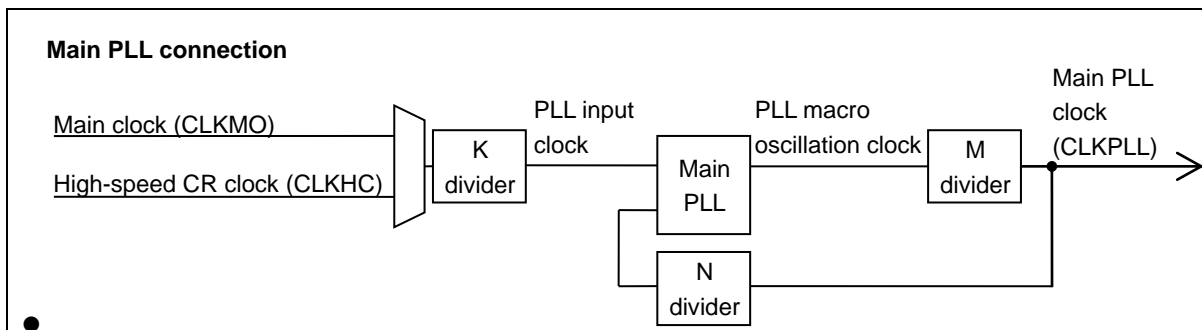 Main PLL connection
Main clock (CLKMO)
High-speed CR clock (CLKHC)
K
divider
PLL input
clock
Main
PLL
PLL macro
oscillation clock
M
divider
Main PLL
clock
(CLKPLL)
N
divider